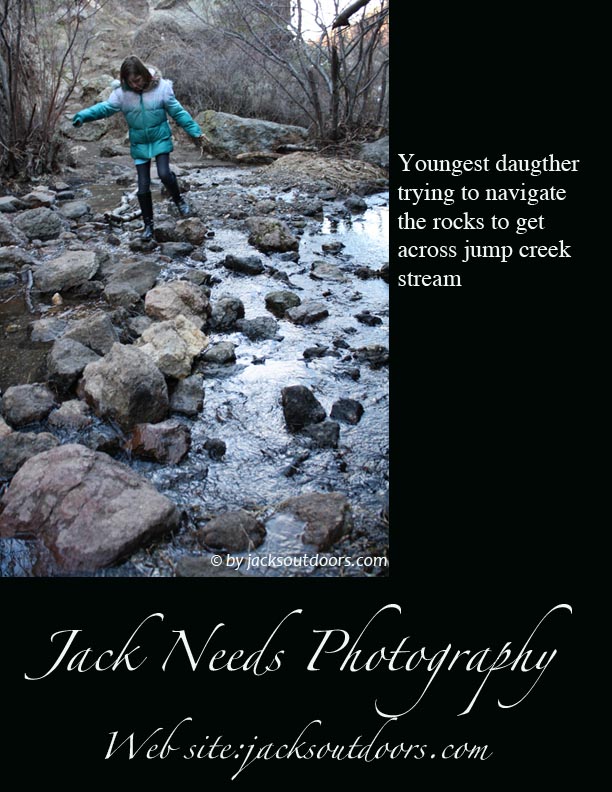 Youngest daugther
trying to navigate
the rocks to get
across jump creek
stream
© by jacksoutdoors.com
Jack Needs Photography
Web site:jacksoutdoors.com